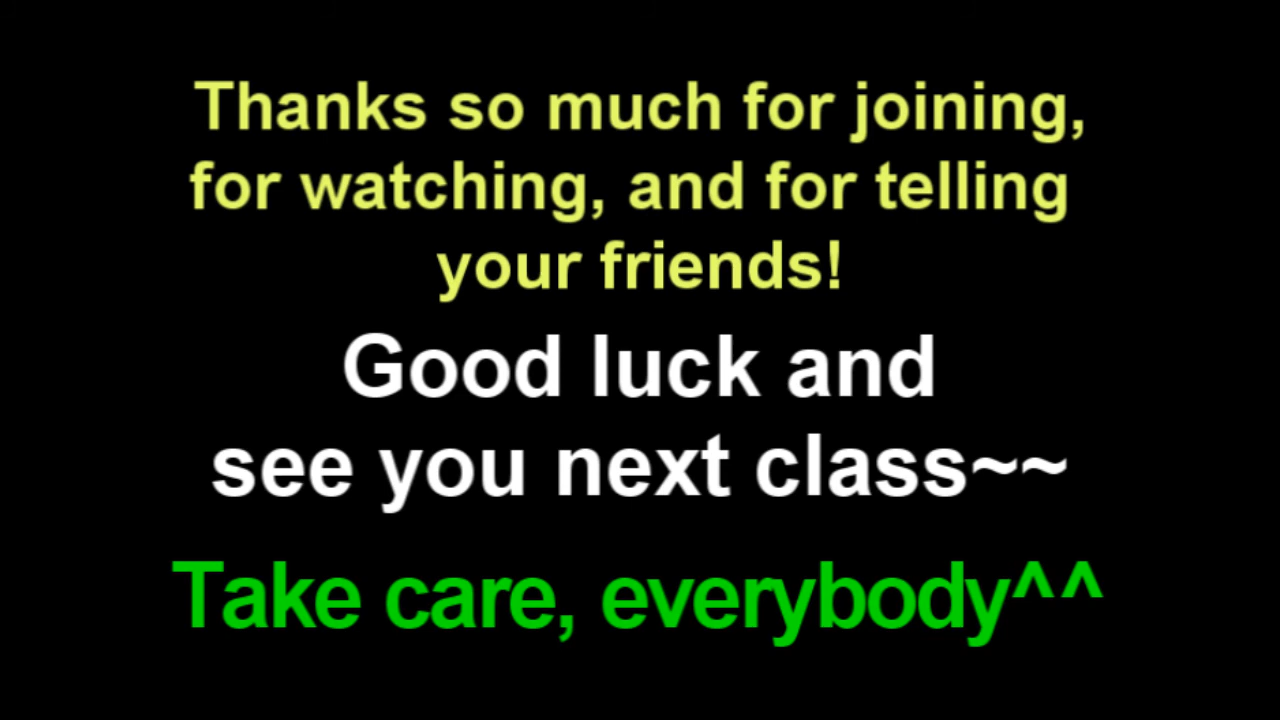 Thanks so much for joining,
for watching, and for telling
your friends!
Good luck and
see you next class~~
Take care, everybody^^